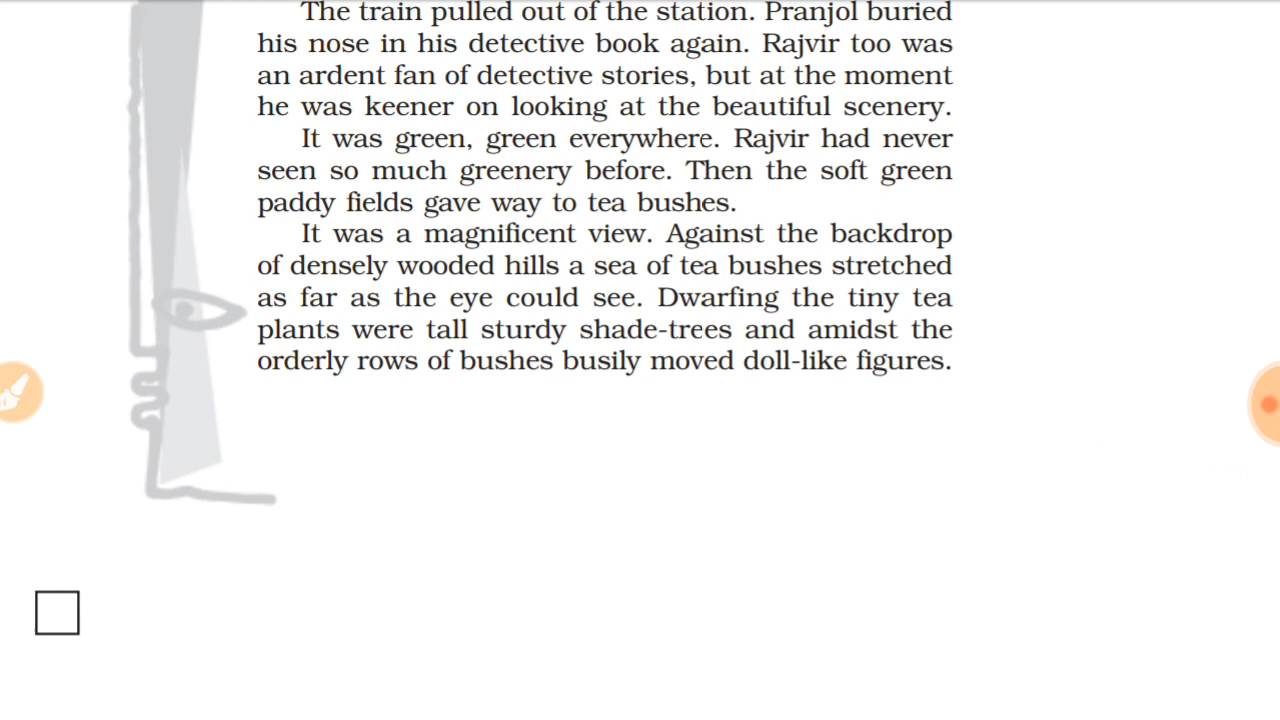 The train pulled out of the station. Pranjol buried
his nose in his detective book again. Rajvir too was
an ardent fan of detective stories, but at the moment
he was keener on looking at the beautiful scenery.
It was green, green everywhere. Rajvir had never
seen so much greenery before. Then the soft green
paddy fields gave way to tea bushes.
It was a magnificent view. Against the backdrop
of densely wooded hills a sea of tea bushes stretched
as far as the eye could see. Dwarfing the tiny tea
plants were tall sturdy shade-trees and amidst the
orderly rows of bushes busily moved doll-like figures.